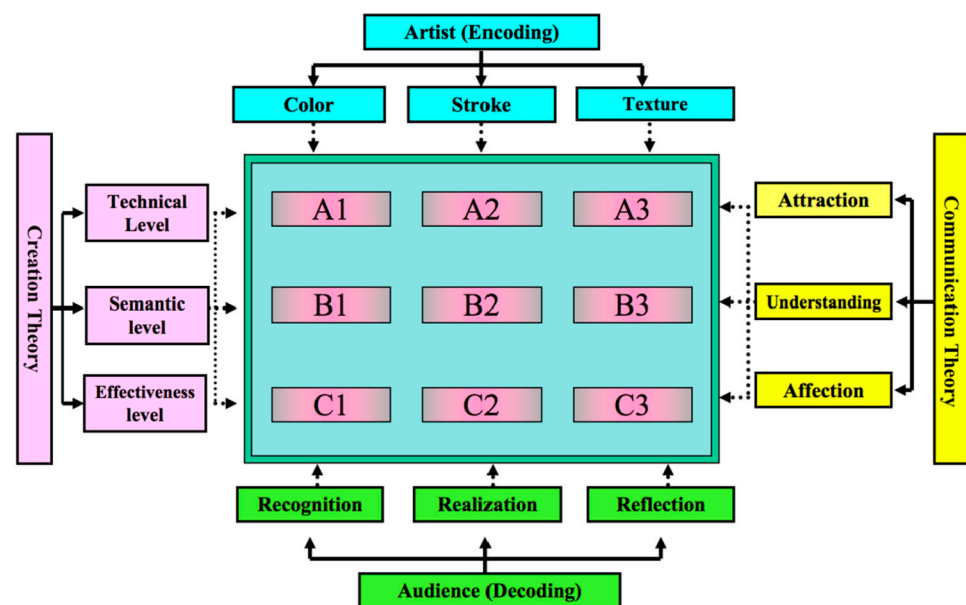 Artist (Encoding)
Color
Stroke
Texture
Creation Theory
Technical
Level
Semantic
level
Effectiveness
level
A1
A2
A3
B1
B2
B3
C1
C2
C3
Attraction
Understanding
Affection
Communication Theory
Recognition
Realization
Reflection
Audience (Decoding)